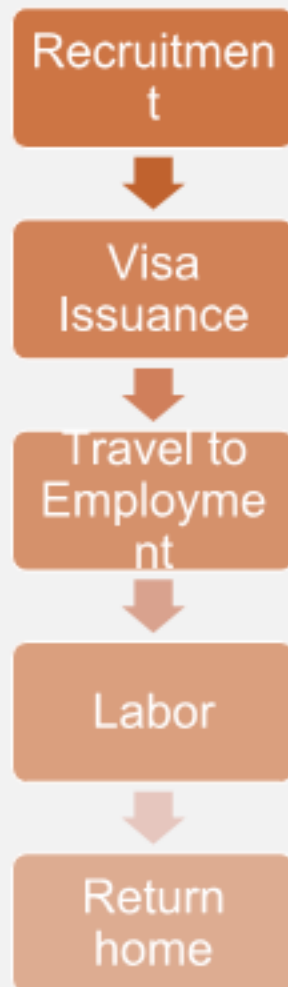 Recruitmen
t
Visa
Issuance
Travel to
Employme
nt
Labor
Return
home